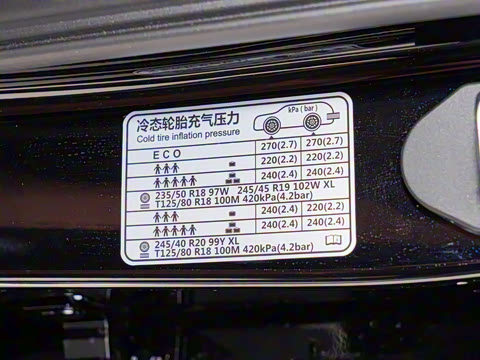 冷态轮胎充气压力
Cold tire inflation pressure
kPa ( bar )
ECO 270(2.7) 270(2.7)
220(2.2) 220(2.2)
240(2.4) 240(2.4)
235/50 R18 97W 245/45 R19 102W XL
T125/80 R18 100M 420kPa(4.2bar)
240(2.4) 220(2.2)
240(2.4) 240(2.4)
245/40 R20 99Y XL
T125/80 R18 100M 420kPa(4.2bar)